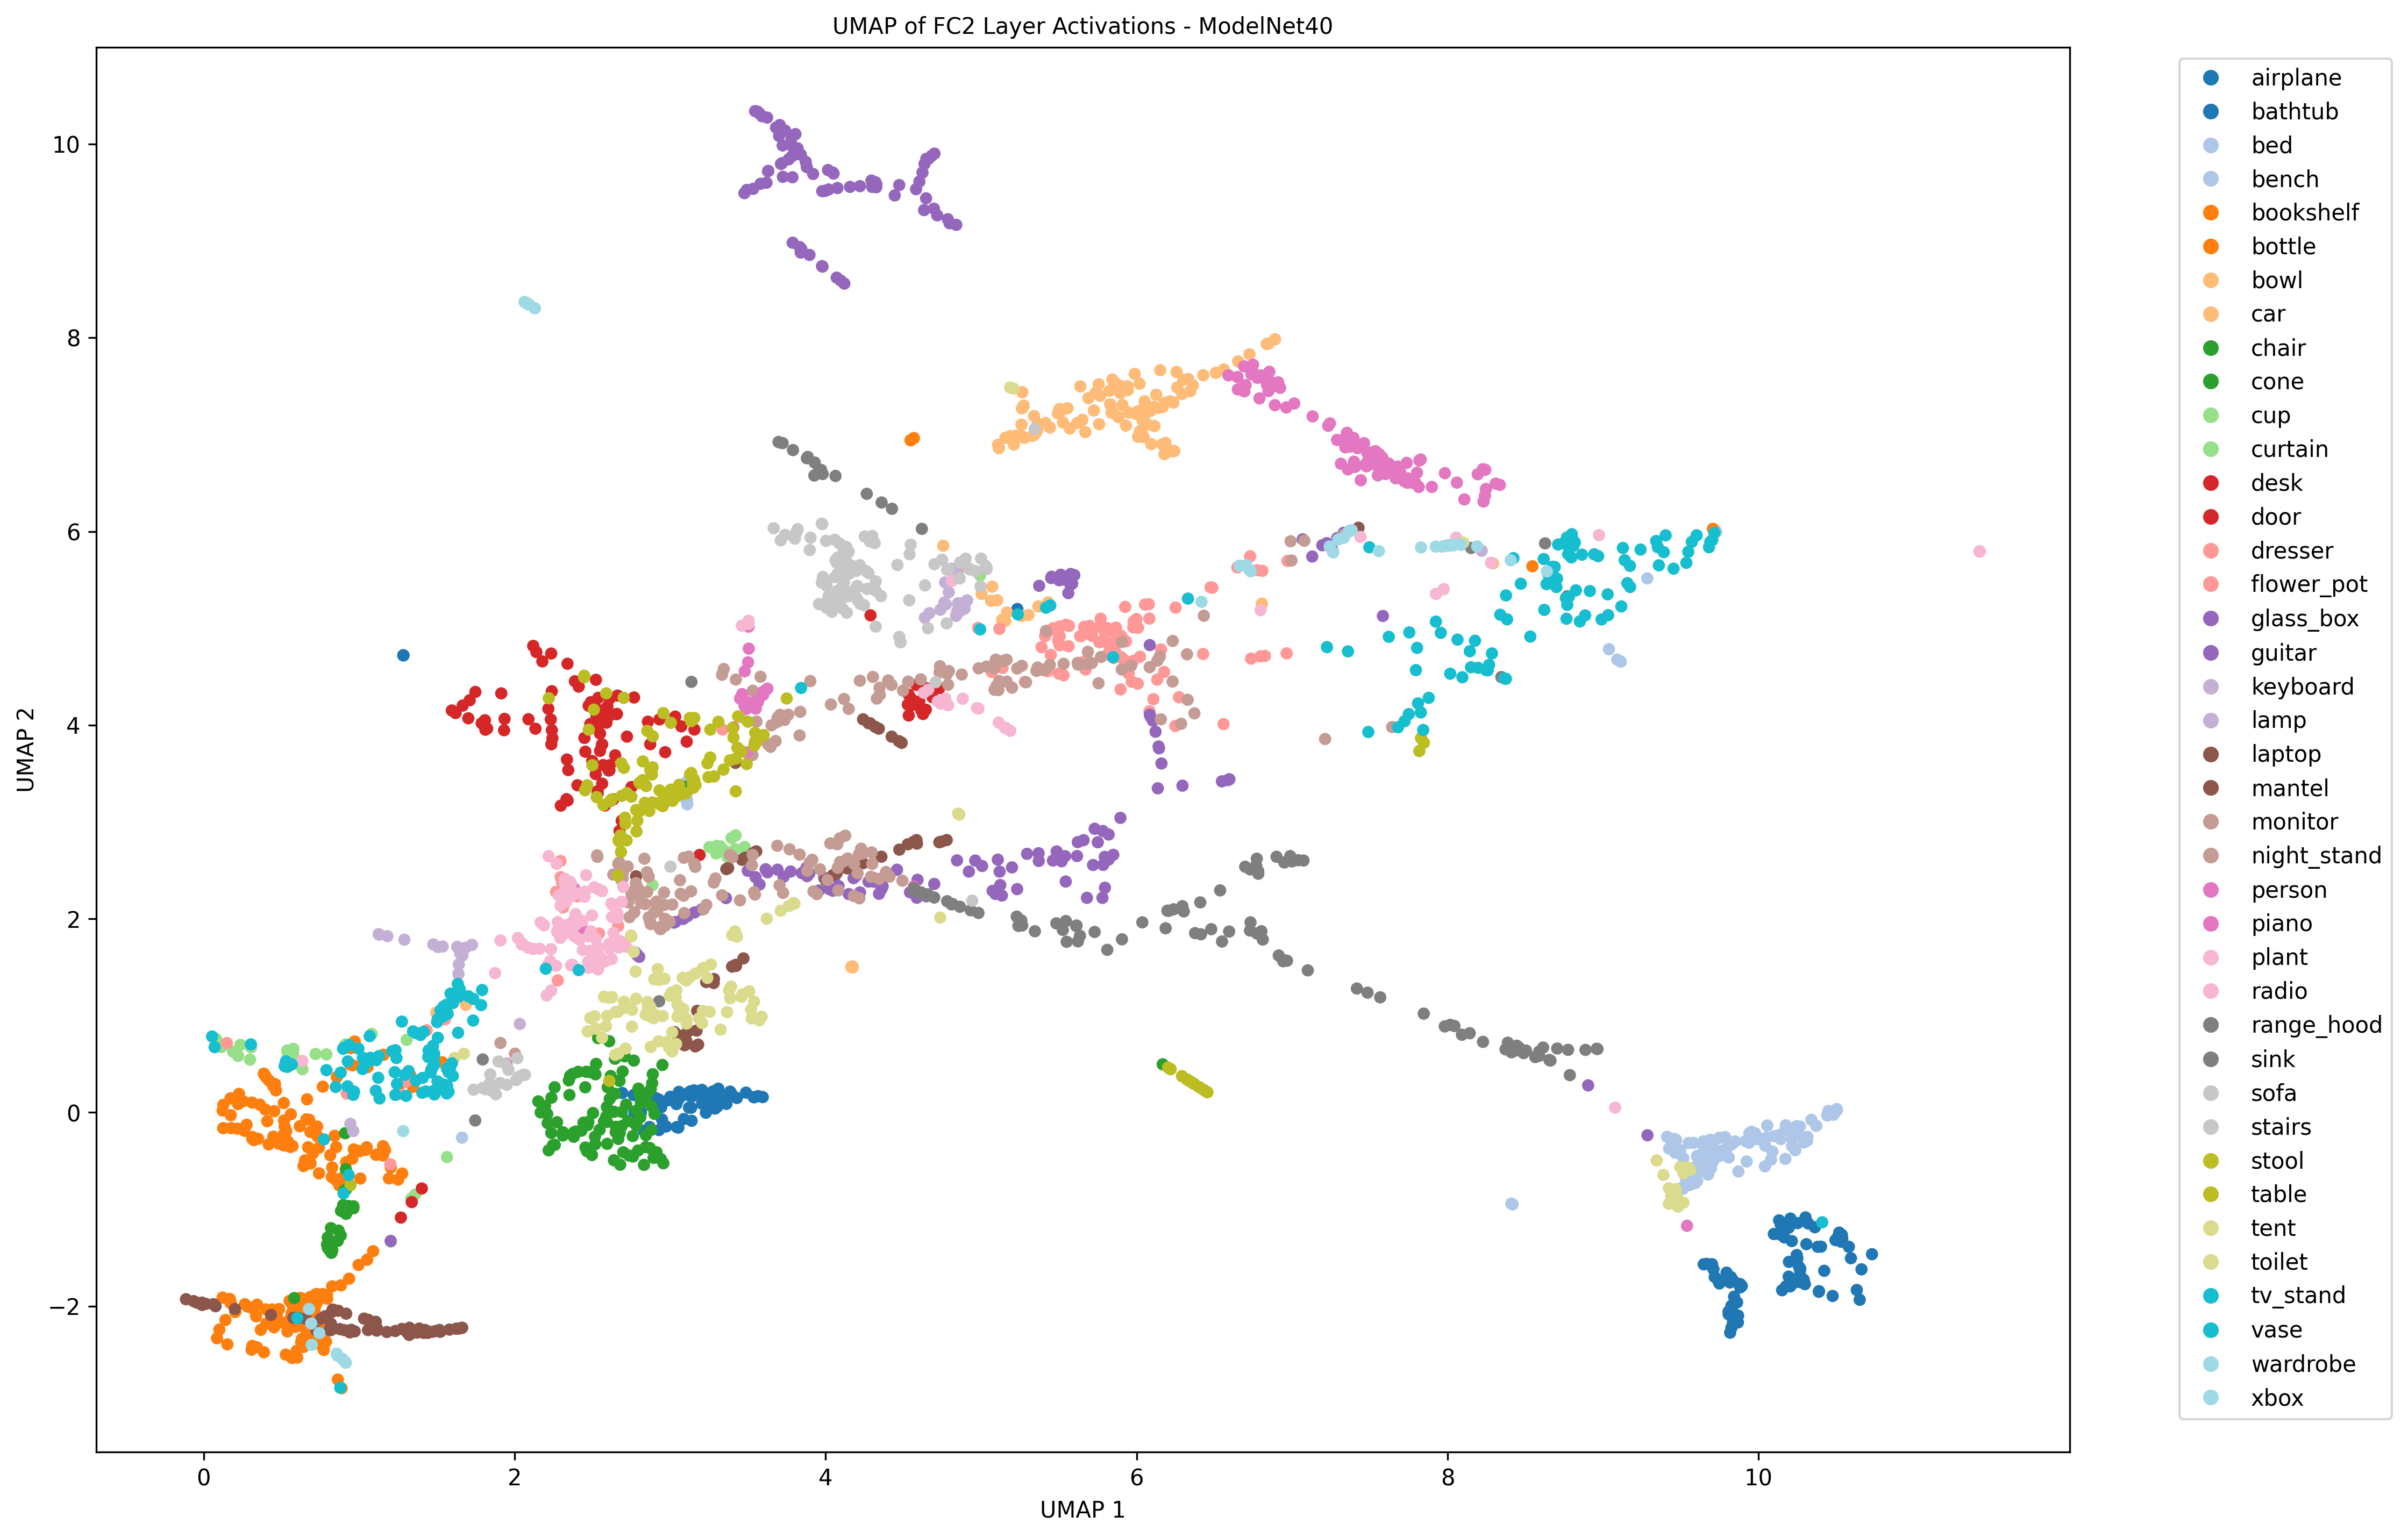 UMAP of FC2 Layer Activations - ModelNet40
UMAP 2
10
8
6
4
2
0
−2
0
2
4
6
8
10
UMAP 1
airplane
bathtub
bed
bench
bookshelf
bottle
bowl
car
chair
cone
cup
curtain
desk
door
dresser
flower_pot
glass_box
guitar
keyboard
lamp
laptop
mantel
monitor
night_stand
person
piano
plant
radio
range_hood
sink
sofa
stairs
stool
table
tent
toilet
tv_stand
vase
wardrobe
xbox